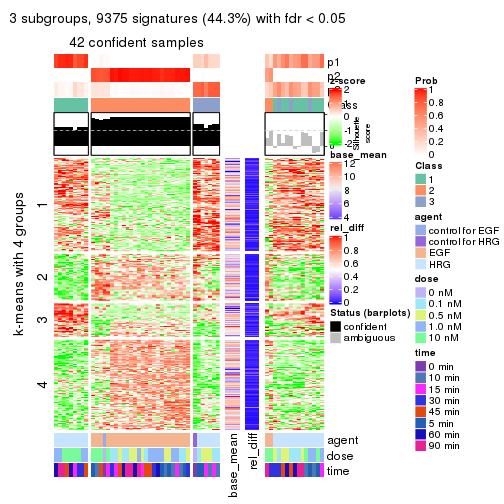 3 subgroups, 9375 signatures (44.3%) with fdr < 0.05
42 confident samples
p1
p2
Class
Silhouette
score
k-means with 4 groups
1
2
3
4
base_mean
rel_diff
agent
dose
time
z-score
2
0
-2
base_mean
12
10
8
6
4
rel_diff
1
0.8
0.6
0.4
0.2
0
Status (barplots)
confident
ambiguous
Prob
1
0.8
0.6
0.4
0.2
0
Class
1
2
3
agent
control for EGF
control for HRG
EGF
HRG
dose
0 nM
0.1 nM
0.5 nM
1.0 nM
10 nM
time
0 min
10 min
15 min
30 min
45 min
5 min
60 min
90 min